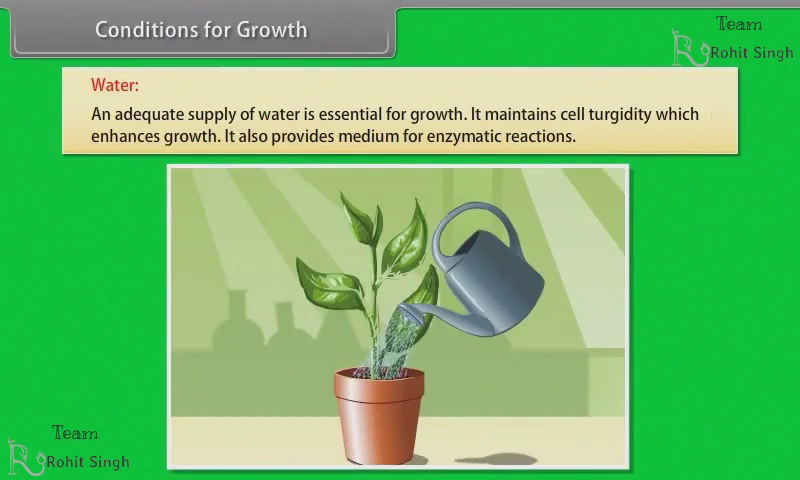 Conditions for Growth
Team
Rohit Singh
Water:
An adequate supply of water is essential for growth. It maintains cell turgidity which
enhances growth. It also provides medium for enzymatic reactions.
Team
Rohit Singh